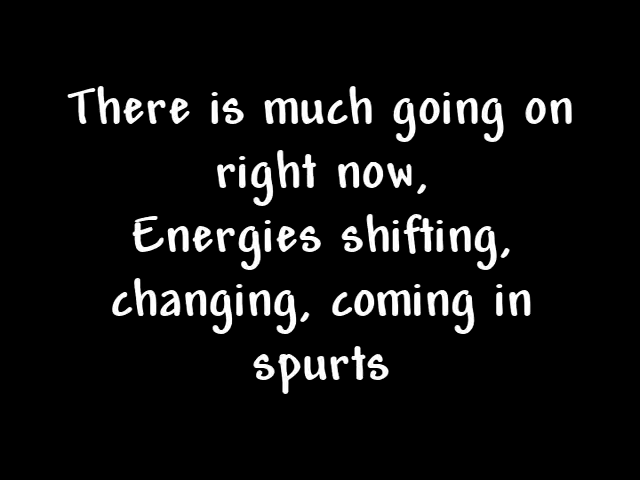 There is much going on
right now,
Energies shifting,
changing, coming in
spurts